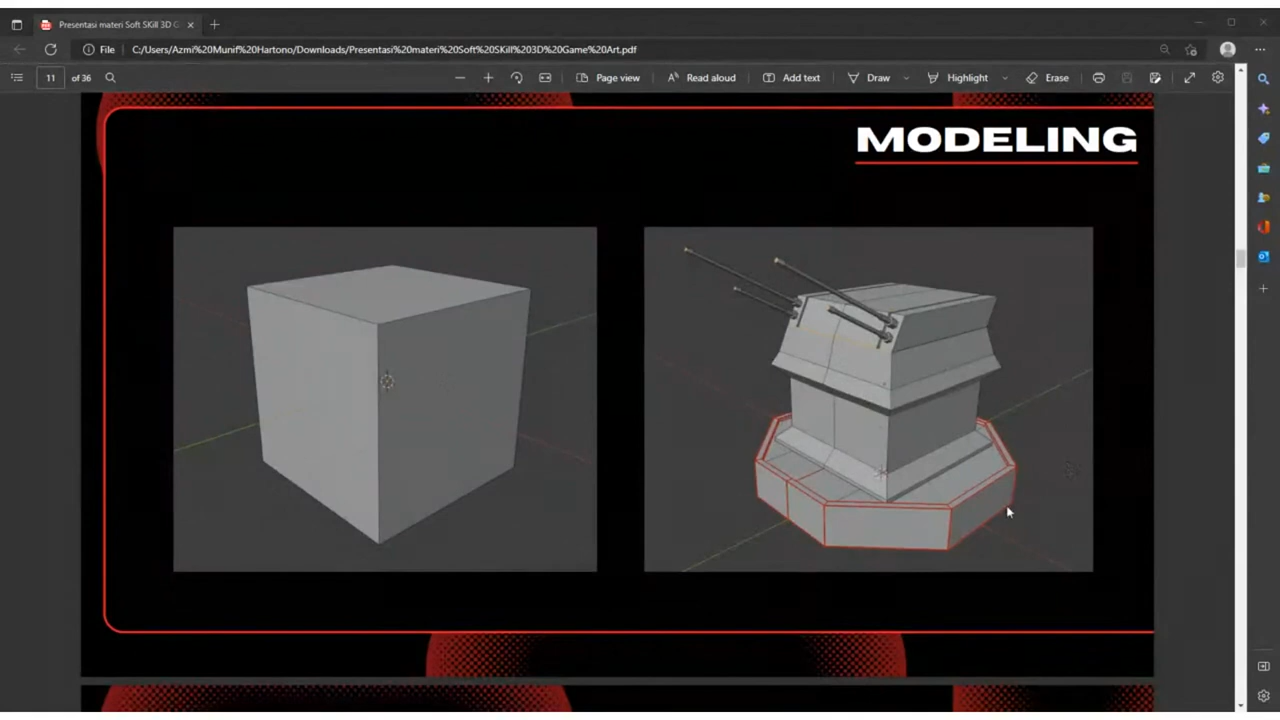 Presentasi materi Soft SKill 3D G
File
C:/Users/Azmi%20Munif%20Hartono/Downloads/Presentasi%20materi%20Soft%20SKill%203D%20Game%20Art.pdf
11 of 36
Page view
Read aloud
Add text
Draw
Highlight
Erase
MODELING